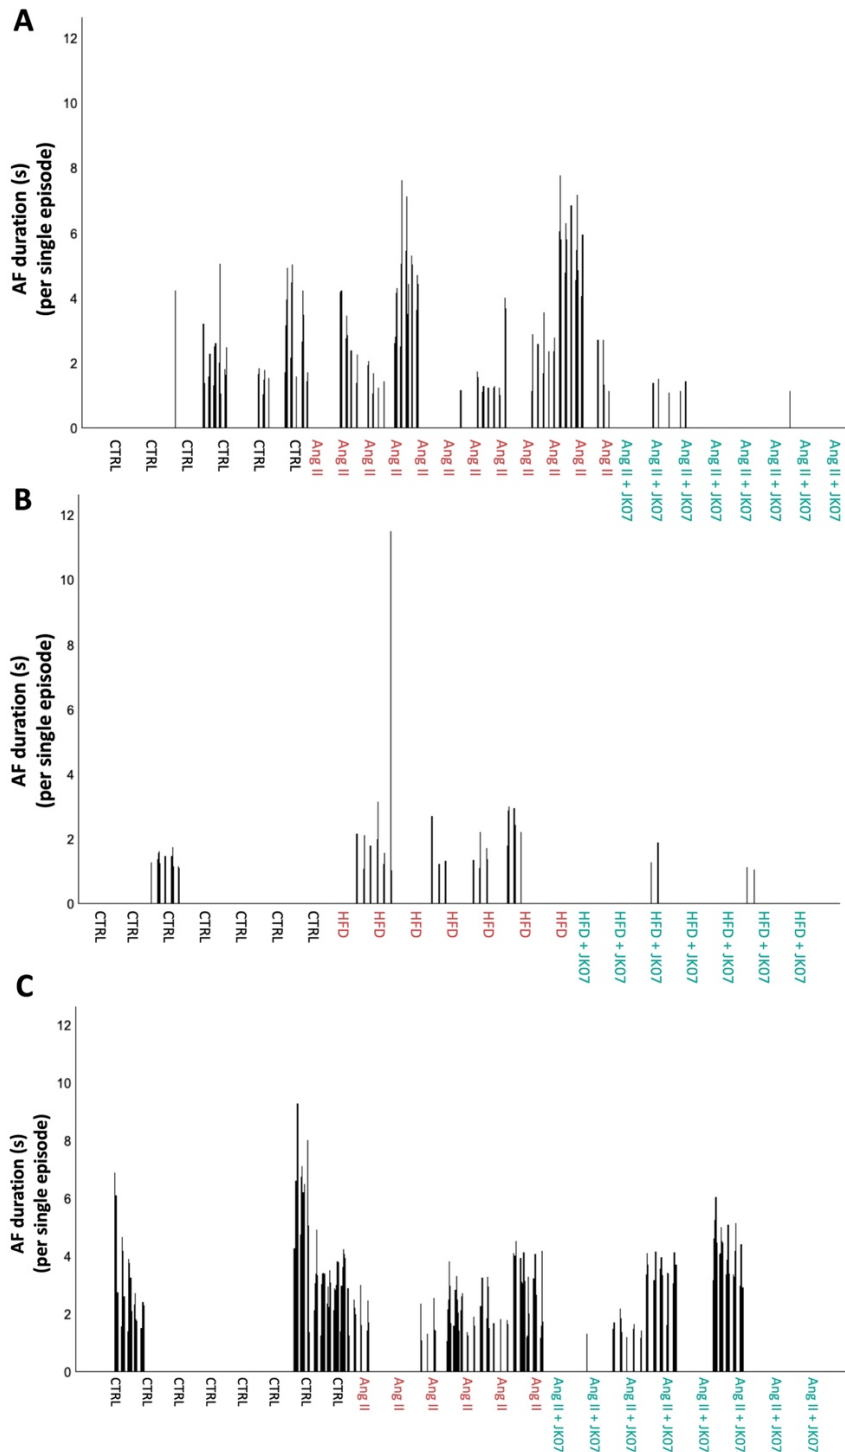 A
AF duration (s)
(per single episode)
12
10
8
6
4
2
0
CTRL
CTRL
CTRL
CTRL
CTRL
CTRL
Ang II
Ang II
Ang II
Ang II
Ang II
Ang II
Ang II
Ang II
Ang II
Ang II
Ang II
Ang II
Ang II + JK07
Ang II + JK07
Ang II + JK07
Ang II + JK07
Ang II + JK07
Ang II + JK07
Ang II + JK07
Ang II + JK07
B
AF duration (s)
(per single episode)
12
10
8
6
4
2
0
CTRL
CTRL
CTRL
CTRL
CTRL
CTRL
CTRL
HFD
HFD
HFD
HFD
HFD
HFD
HFD
HFD + JK07
HFD + JK07
HFD + JK07
HFD + JK07
HFD + JK07
HFD + JK07
HFD + JK07
C
AF duration (s)
(per single episode)
12
10
8
6
4
2
0
CTRL
CTRL
CTRL
CTRL
CTRL
CTRL
CTRL
CTRL
Ang II
Ang II
Ang II
Ang II
Ang II
Ang II
Ang II + JK07
Ang II + JK07
Ang II + JK07
Ang II + JK07
Ang II + JK07
Ang II + JK07
Ang II + JK07
Ang II + JK07